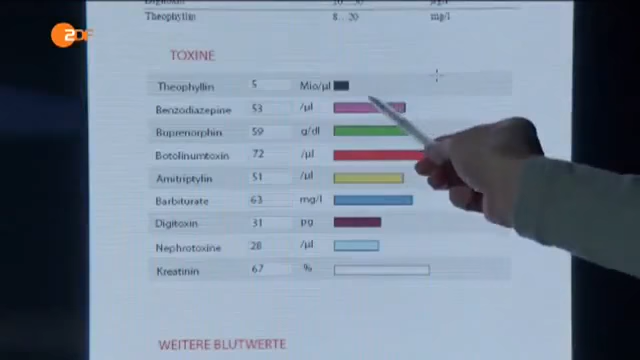 ZDF
Theophyllin 8 .. 20 mg/l
TOXINE
Theophyllin 5 Mio/µl
Benzodiazepine 53 /µl
Buprenorphin 59 g/dl
Botolinumtoxin 72 /µl
Amitriptylin 51 /µl
Barbiturate 63 mg/l
Digitoxin 31 pg
Nephrotoxine 28 /µl
Kreatinin 67 %
WEITERE BLUTWERTE